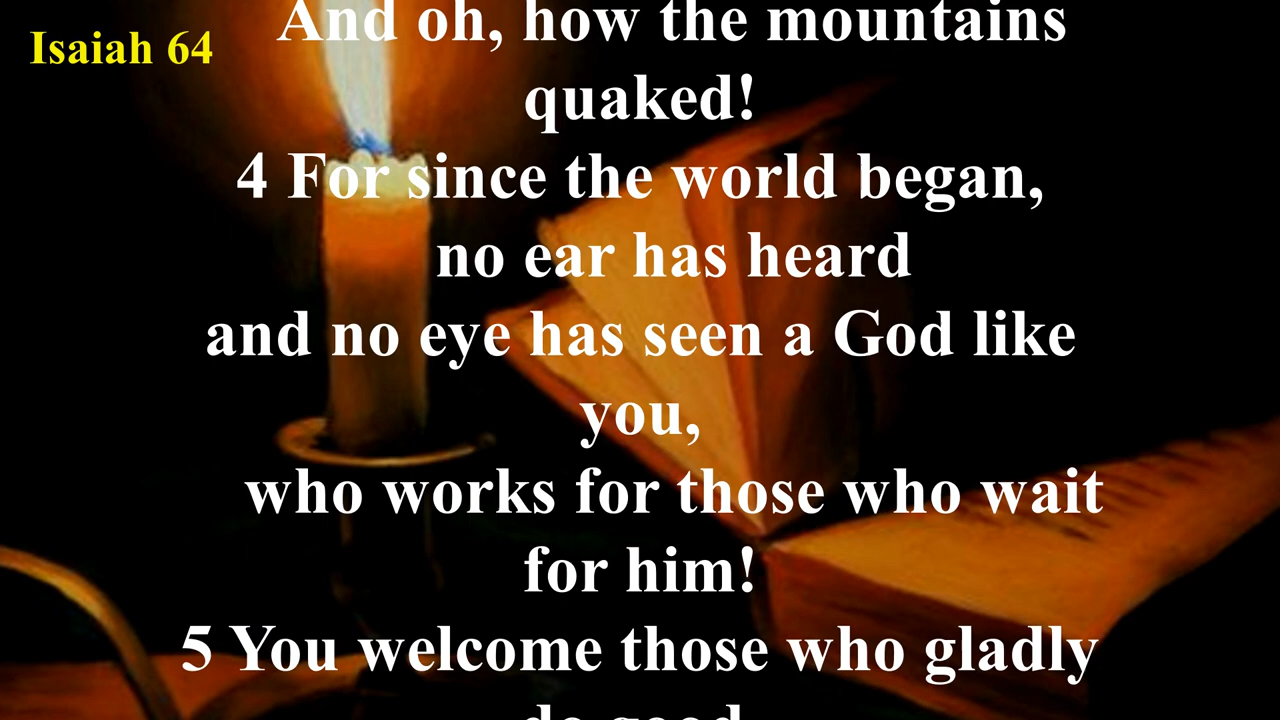 Isaiah 64
And oh, how the mountains
quaked!
4 For since the world began,
no ear has heard
and no eye has seen a God like
you,
who works for those who wait
for him!
5 You welcome those who gladly
do good,